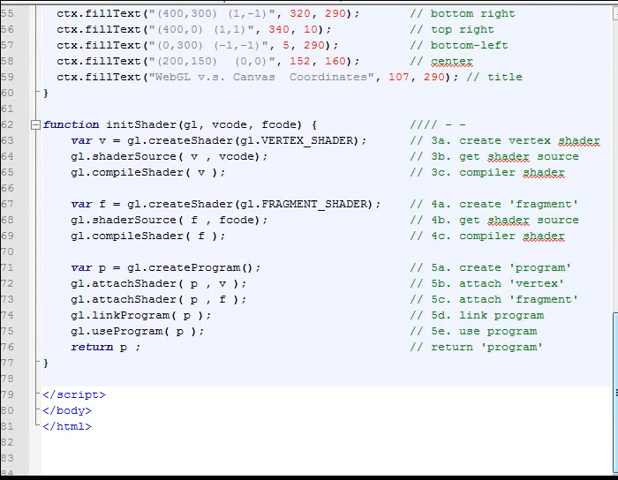 55 ctx.fillText("(400,300) (1,-1)", 320, 290); // bottom right
56 ctx.fillText("(400,0) (1,1)", 340, 10); // top right
57 ctx.fillText("(0,300) (-1,-1)", 5, 290); // bottom-left
58 ctx.fillText("(200,150) (0,0)", 152, 160); // center
59 ctx.fillText("WebGL v.s. Canvas Coordinates", 107, 290); // title
60 }
61
62 function initShader(gl, vcode, fcode) { //// - -
63 var v = gl.createShader(gl.VERTEX_SHADER); // 3a. create vertex shader
64 gl.shaderSource( v , vcode); // 3b. get shader source
65 gl.compileShader( v ); // 3c. compiler shader
66
67 var f = gl.createShader(gl.FRAGMENT_SHADER); // 4a. create 'fragment'
68 gl.shaderSource( f , fcode); // 4b. get shader source
69 gl.compileShader( f ); // 4c. compiler shader
70
71 var p = gl.createProgram(); // 5a. create 'program'
72 gl.attachShader( p , v ); // 5b. attach 'vertex'
73 gl.attachShader( p , f ); // 5c. attach 'fragment'
74 gl.linkProgram( p ); // 5d. link program
75 gl.useProgram( p ); // 5e. use program
76 return p ; // return 'program'
77 }
78
79 </script>
80 </body>
81 </html>
82
83
84